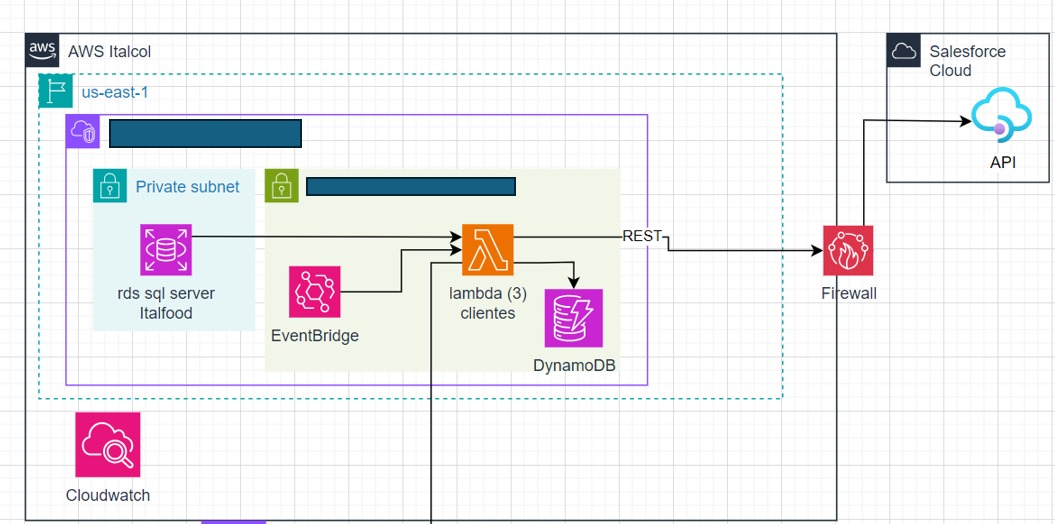 aws
AWS Italcol
Salesforce
Cloud
us-east-1
API
Private subnet
REST
rds sql server
Italfood
EventBridge
lambda (3)
clientes
Firewall
DynamoDB
Cloudwatch